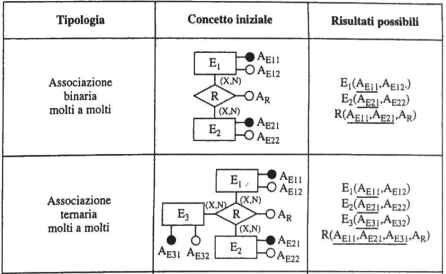 Tipologia Concetto iniziale Risultati possibili
Associazione
binaria
molti a molti
E1
AE11
AE12
(X,N)
R
AR
(X,N)
E2
AE21
AE22
E1(AE11,AE12,)
E2(AE21,AE22)
R(AE11,AE21,AR)
Associazione
ternaria
molti a molti
E1
AE11
AE12
(X,N)
E3
(X,N)
R
AR
AE31
AE32
(X,N)
E2
AE21
AE22
E1(AE11,AE12)
E2(AE21,AE22)
E3(AE31,AE32)
R(AE11,AE21,AE31,AR)